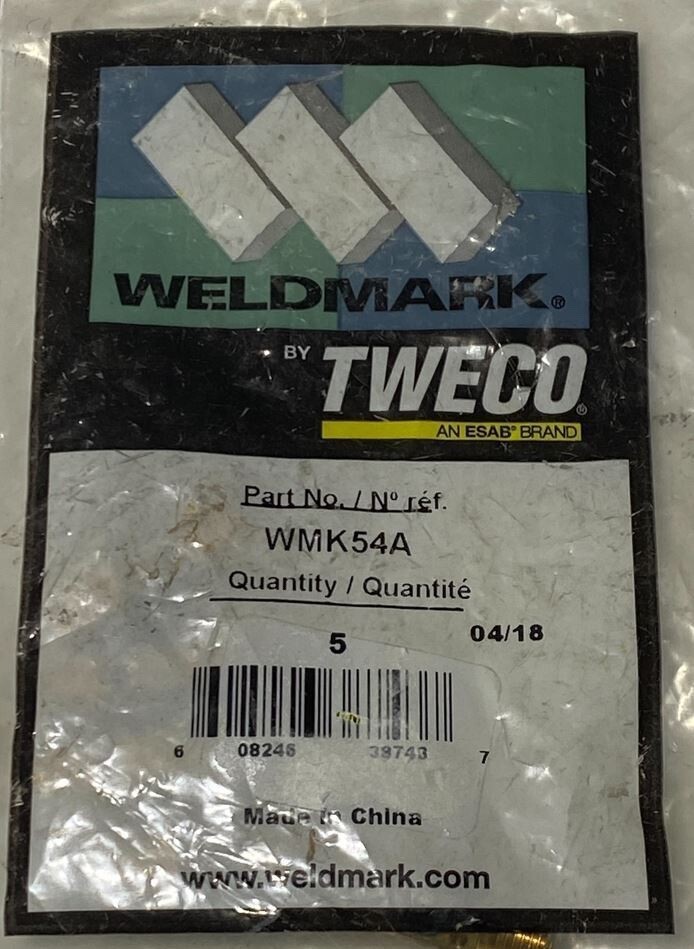 WELDMARK®
BY TWECO®
AN ESAB® BRAND
Part No. / Nº réf.
WMK54A
Quantity / Quantité
5
04/18
6 08246 39743 7
Made in China
www.weldmark.com